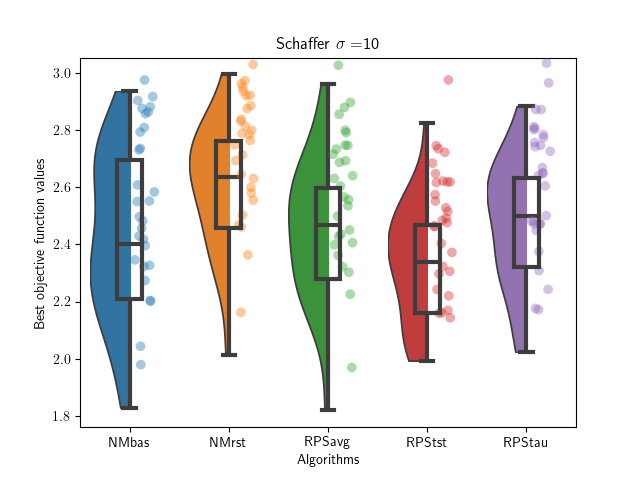 Schaffer σ =10
3.0
2.8
2.6
2.4
2.2
2.0
1.8
Best objective function values
NMbas NMrst RPSavg RPStst RPStau
Algorithms